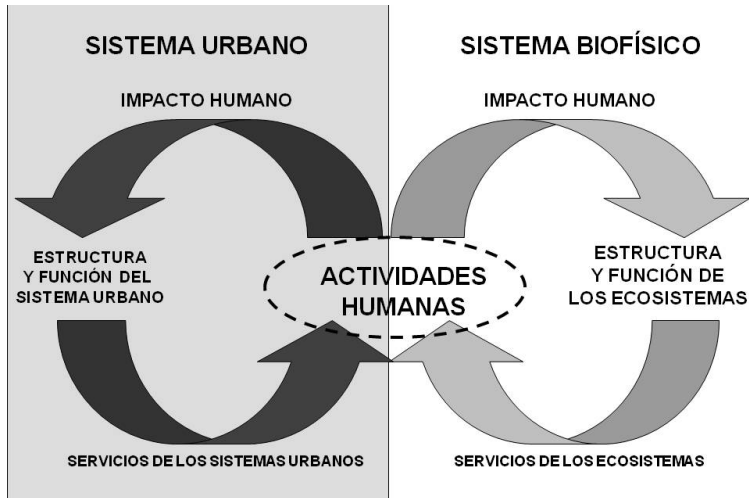 SISTEMA URBANO
SISTEMA BIOFÍSICO
IMPACTO HUMANO
IMPACTO HUMANO
ESTRUCTURA
Y FUNCIÓN DEL
SISTEMA URBANO
ACTIVIDADES
HUMANAS
ESTRUCTURA
Y FUNCIÓN DE
LOS ECOSISTEMAS
SERVICIOS DE LOS SISTEMAS URBANOS
SERVICIOS DE LOS ECOSISTEMAS